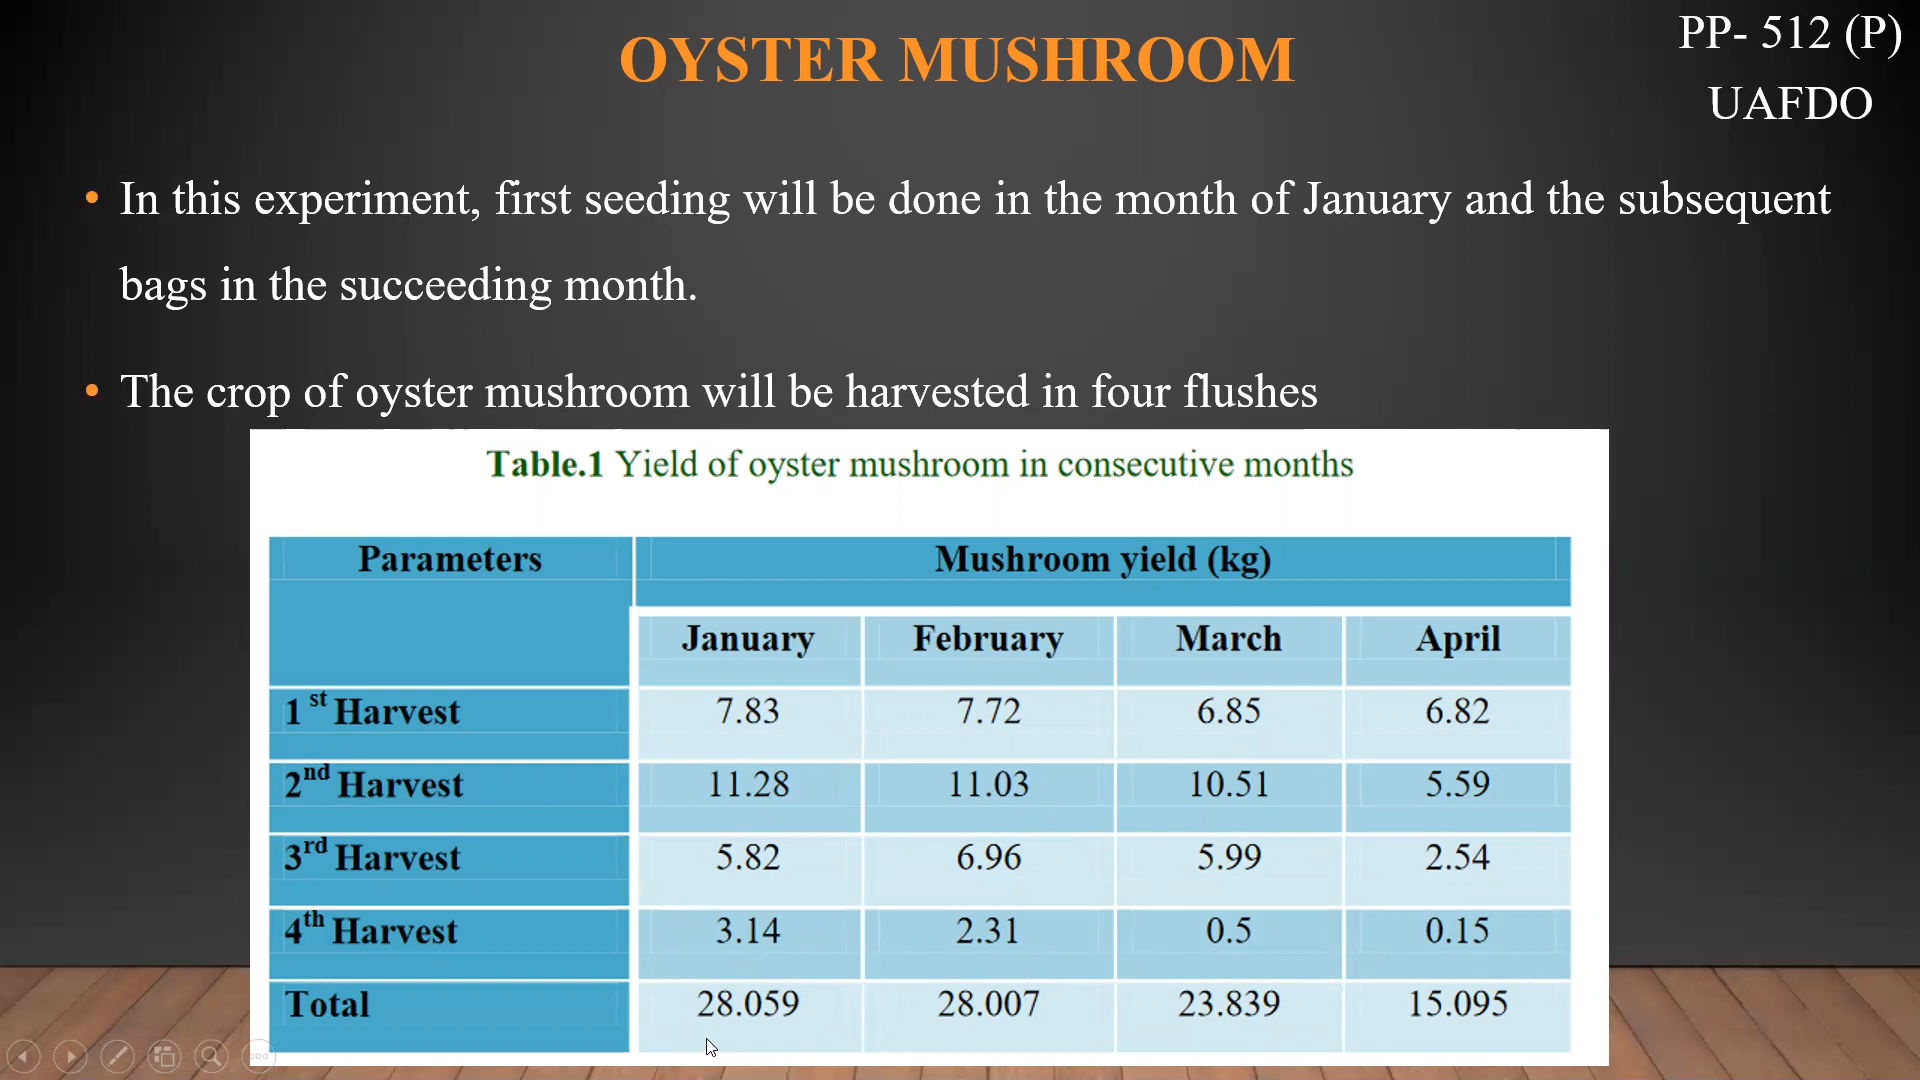 OYSTER MUSHROOM
PP- 512 (P)
UAFDO
• In this experiment, first seeding will be done in the month of January and the subsequent
bags in the succeeding month.
• The crop of oyster mushroom will be harvested in four flushes
Table.1 Yield of oyster mushroom in consecutive months
Parameters Mushroom yield (kg)
January February March April
1 st Harvest 7.83 7.72 6.85 6.82
2nd Harvest 11.28 11.03 10.51 5.59
3rd Harvest 5.82 6.96 5.99 2.54
4th Harvest 3.14 2.31 0.5 0.15
Total 28.059 28.007 23.839 15.095